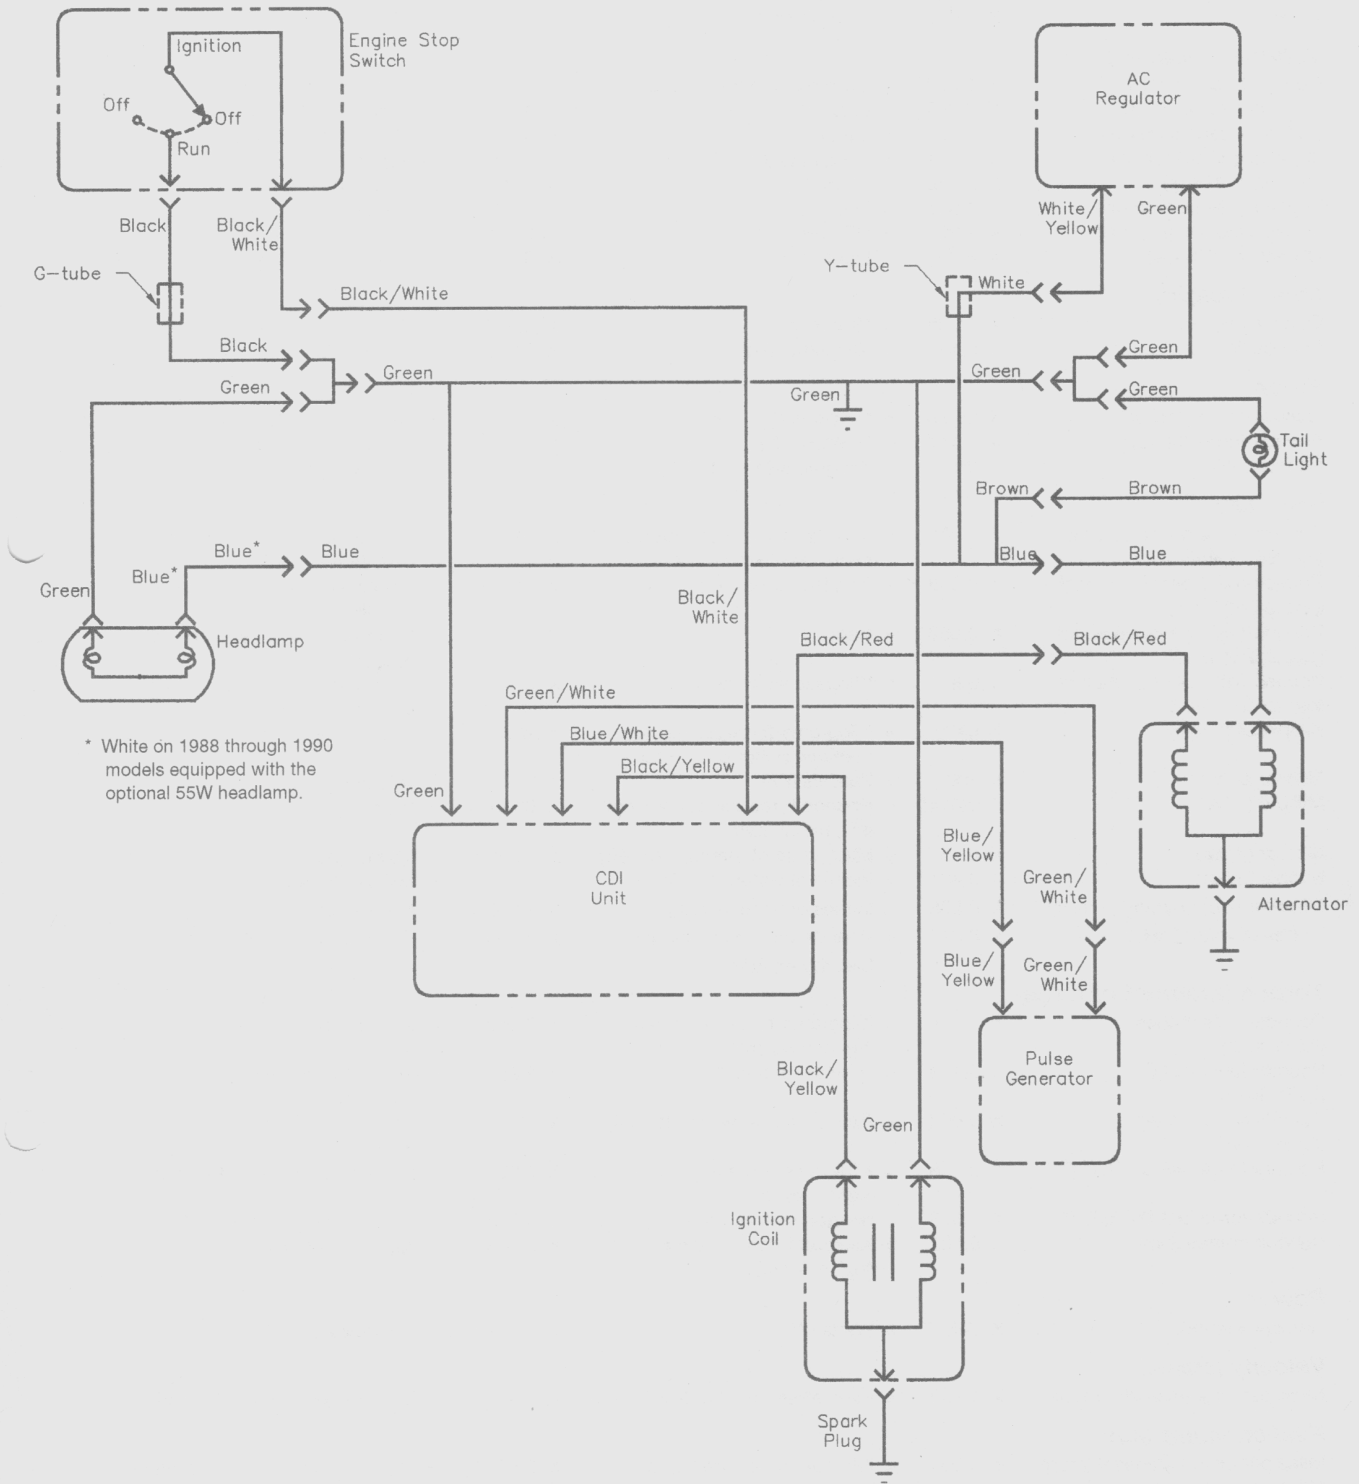 Ignition
Engine Stop
Switch
Off
Off
Run
AC
Regulator
Black
Black/
White
White/
Yellow
Green
G-tube
Y-tube
White
Black/White
Black
Green
Green
Green
Green
Green
Green
Tail
Light
Brown
Brown
Blue*
Blue
Blue
Blue
Blue*
Green
Black/
White
Headlamp
Black/Red
Black/Red
Green/White
Blue/White
Black/Yellow
* White on 1988 through 1990
models equipped with the
optional 55W headlamp.
Green
CDI
Unit
Blue/
Yellow
Green/
White
Alternator
Blue/
Yellow
Green/
White
Pulse
Generator
Black/
Yellow
Green
Ignition
Coil
Spark
Plug